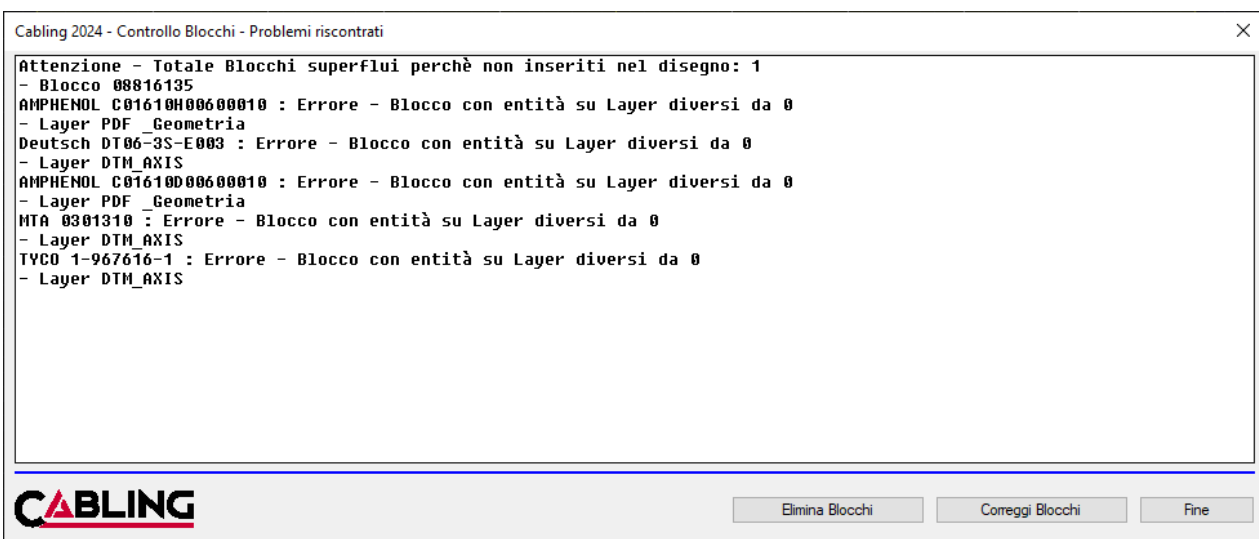 Cabling 2024 - Controllo Blocchi - Problemi riscontrati
Attenzione - Totale Blocchi superflui perchè non inseriti nel disegno: 1
- Blocco 08816135
AMPHENOL C01610H00600010 : Errore - Blocco con entità su Layer diversi da 0
- Layer PDF _Geometria
Deutsch DT06-3S-E003 : Errore - Blocco con entità su Layer diversi da 0
- Layer DTM_AXIS
AMPHENOL C01610D00600010 : Errore - Blocco con entità su Layer diversi da 0
- Layer PDF _Geometria
MTA 0301310 : Errore - Blocco con entità su Layer diversi da 0
- Layer DTM_AXIS
TYCO 1-967616-1 : Errore - Blocco con entità su Layer diversi da 0
- Layer DTM_AXIS
CABLING
Elimina Blocchi
Correggi Blocchi
Fine